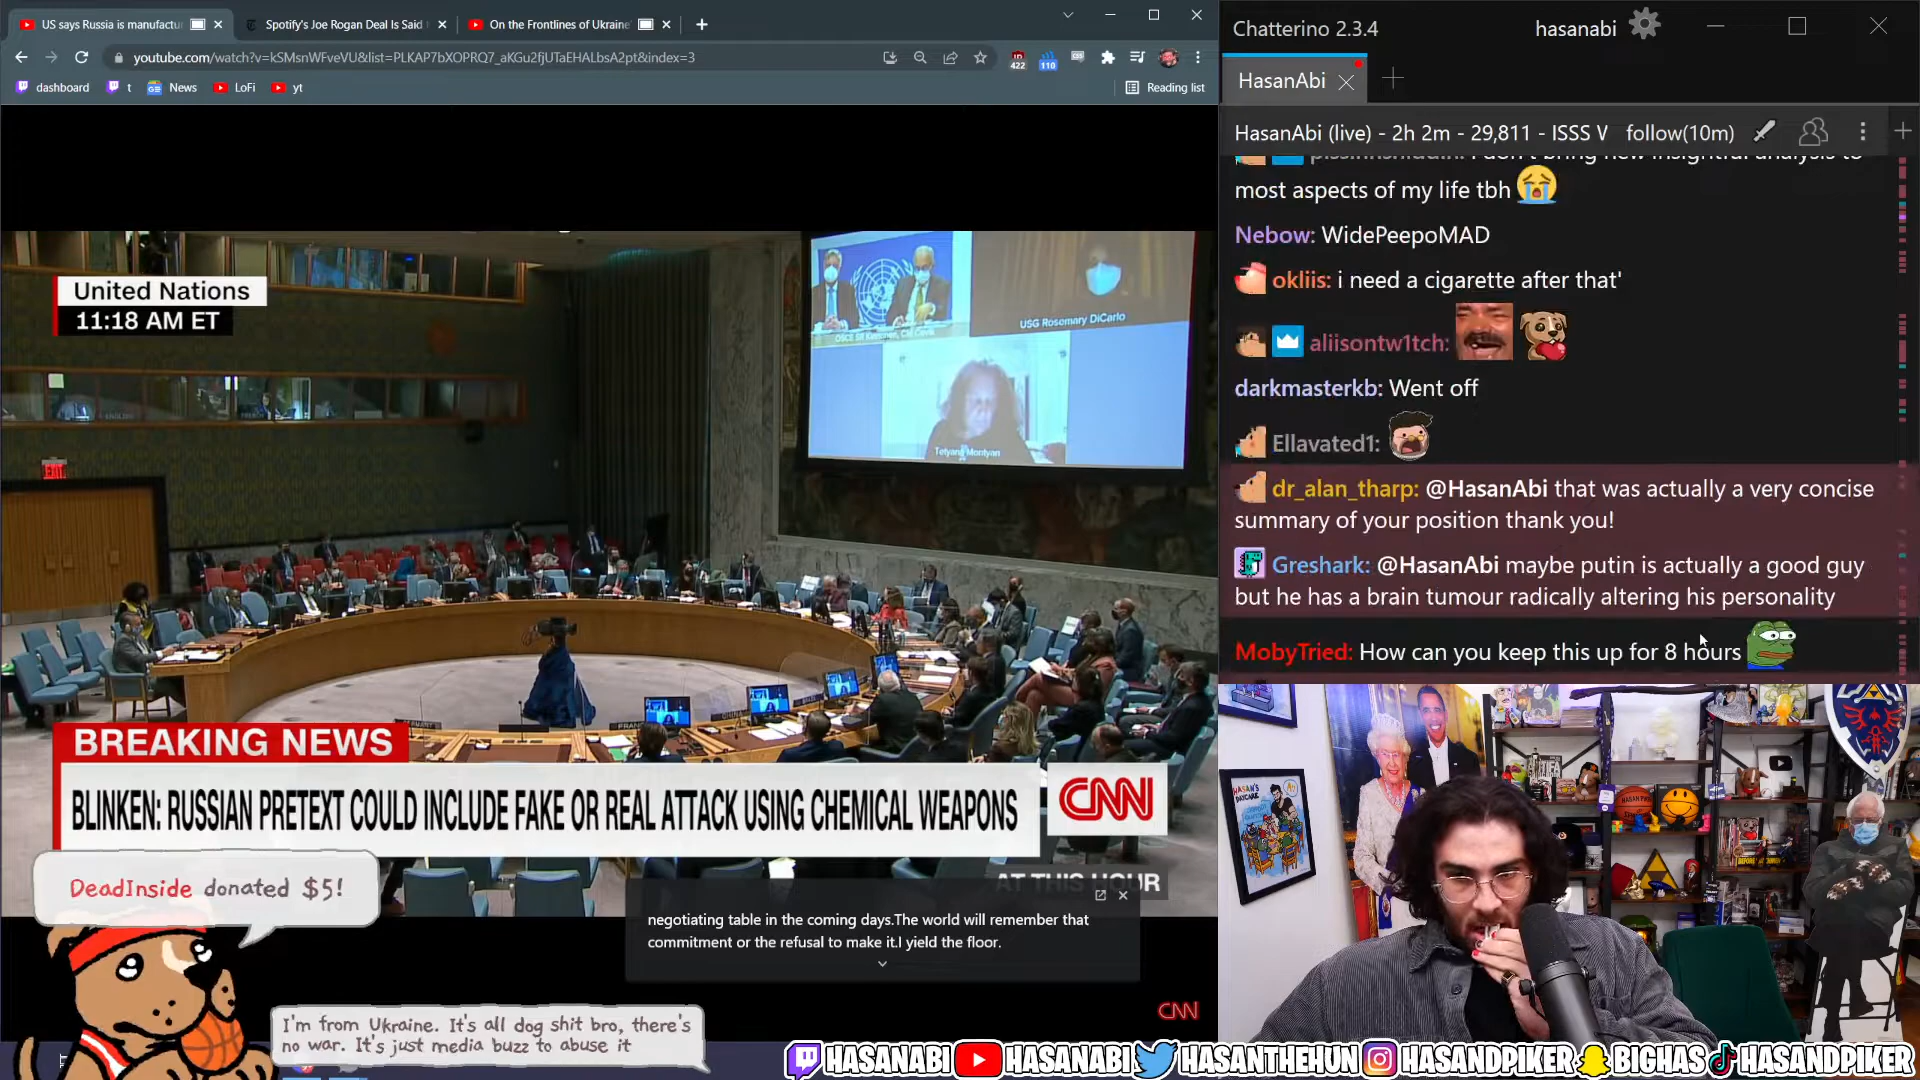 US says Russia is manufactu
Spotify's Joe Rogan Deal Is Said
On the Frontlines of Ukraine
youtube.com/watch?v=kSMsnWFveVU&list=PLKAP7bXOPRQ7_aKGu2fjUTaEHALbsA2pt&index=3
422
110
dashboard
t
News
LoFi
yt
Reading list
United Nations
11:18 AM ET
USG Rosemary DiCarlo
Tetyana Montyan
EXIT
BREAKING NEWS
BLINKEN: RUSSIAN PRETEXT COULD INCLUDE FAKE OR REAL ATTACK USING CHEMICAL WEAPONS
CNN
AT THIS HOUR
negotiating table in the coming days.The world will remember that
commitment or the refusal to make it.I yield the floor.
CNN
DeadInside donated $5!
I'm from Ukraine. It's all dog shit bro, there's
no war. It's just media buzz to abuse it
Chatterino 2.3.4
hasanabi
HasanAbi
HasanAbi (live) - 2h 2m - 29,811 - ISSS V
follow(10m)
most aspects of my life tbh
Nebow: WidePeepoMAD
okliis: i need a cigarette after that'
aliisontw1tch:
darkmasterkb: Went off
Ellavated1:
dr_alan_tharp: @HasanAbi that was actually a very concise
summary of your position thank you!
Greshark: @HasanAbi maybe putin is actually a good guy
but he has a brain tumour radically altering his personality
MobyTried: How can you keep this up for 8 hours
HASANABI
HASANABI
HASANTHEHUN
HASANDPIKER
BIGHAS
HASANDPIKER